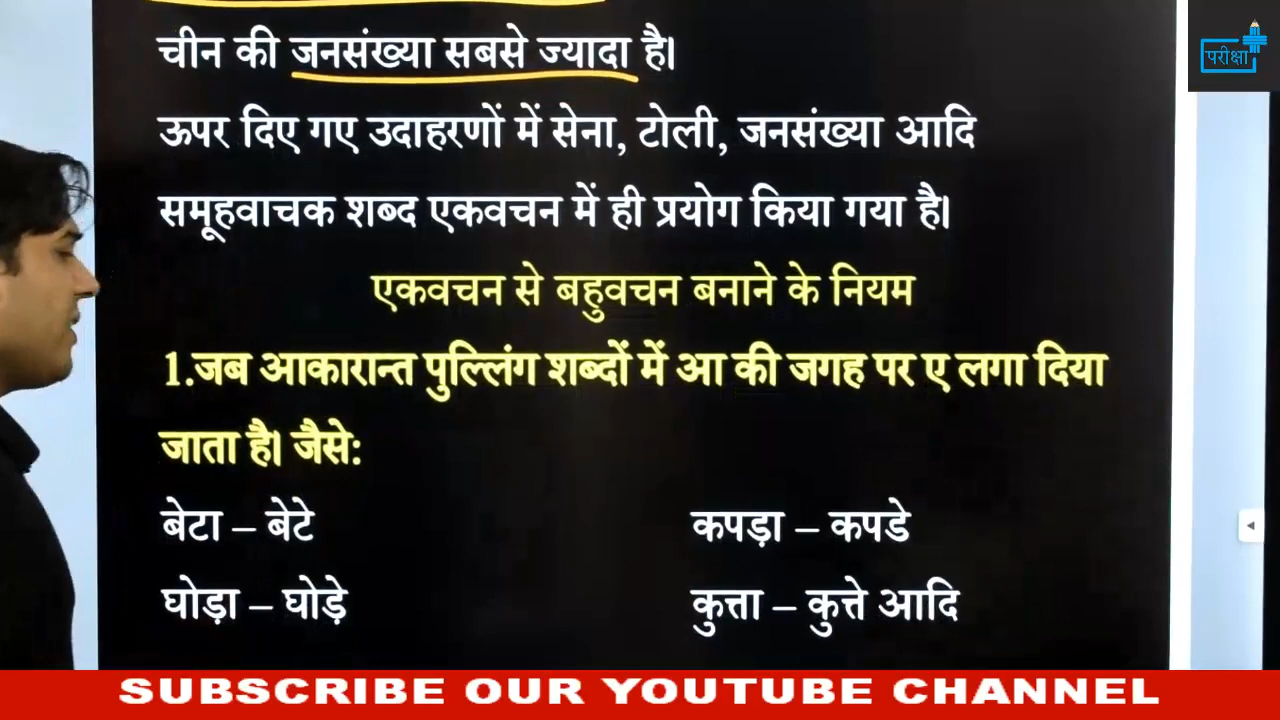 परीक्षा
चीन की जनसंख्या सबसे ज्यादा है।
ऊपर दिए गए उदाहरणों में सेना, टोली, जनसंख्या आदि
समूहवाचक शब्द एकवचन में ही प्रयोग किया गया है।
एकवचन से बहुवचन बनाने के नियम
1.जब आकारान्त पुल्लिंग शब्दों में आ की जगह पर ए लगा दिया
जाता है। जैसे:
बेटा – बेटे कपड़ा – कपडे
घोड़ा – घोड़े कुत्ता – कुत्ते आदि
SUBSCRIBE OUR YOUTUBE CHANNEL